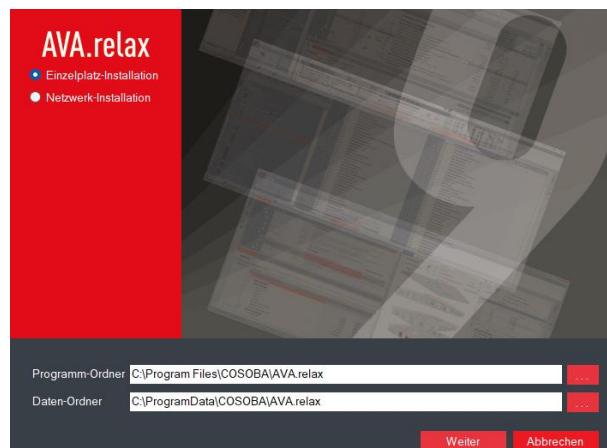 AVA.relax
Einzelplatz-Installation
Netzwerk-Installation
Programm-Ordner C:\Program Files\COSOBA\AVA.relax ...
Daten-Ordner C:\ProgramData\COSOBA\AVA.relax ...
Weiter Abbrechen